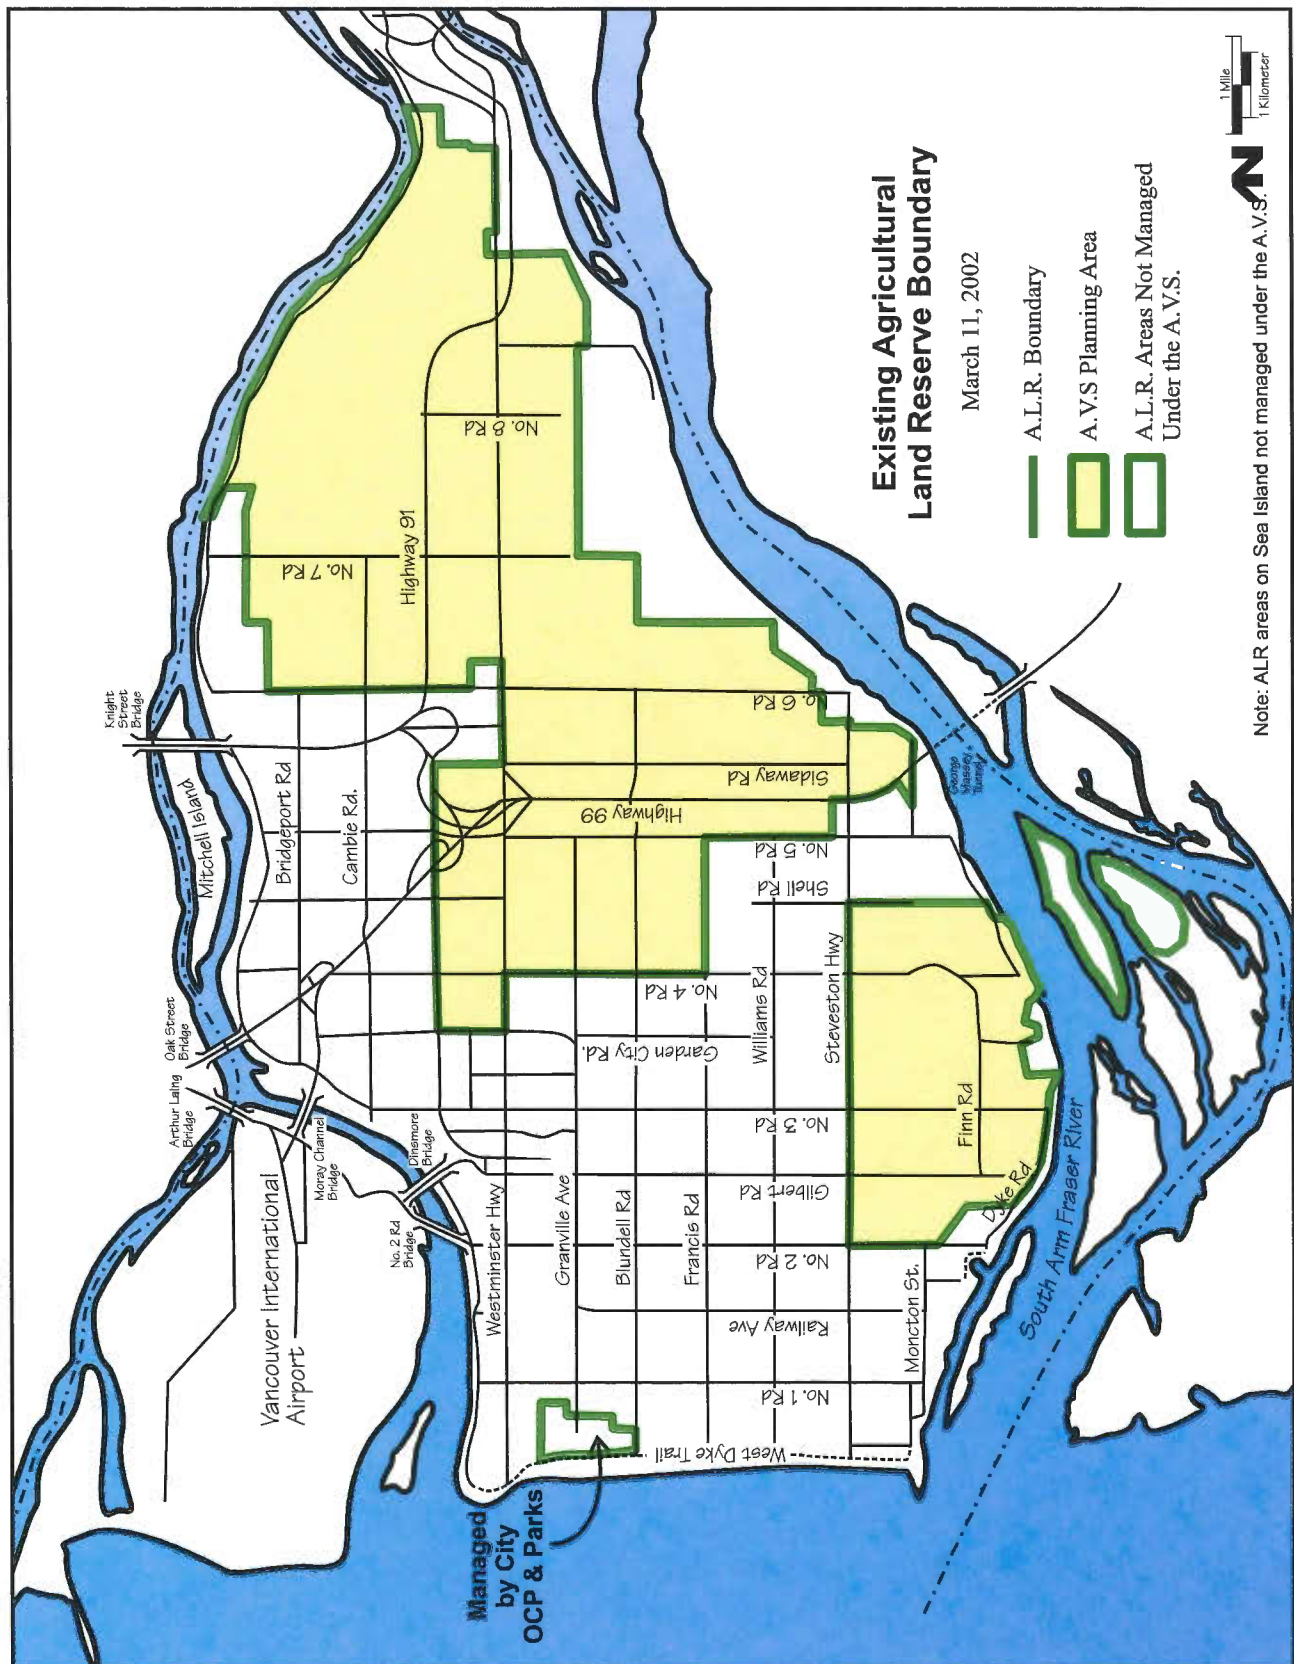 Existing Agricultural
Land Reserve Boundary
March 11, 2002
A.L.R. Boundary
A.V.S Planning Area
A.L.R. Areas Not Managed
Under the A.V.S.
Note: ALR areas on Sea Island not managed under the A.V.S.
N
1 Mile
1 Kilometer
Knight
Street
Bridge
Mitchell Island
Oak Street
Bridge
Arthur Laing
Bridge
Moray Channel
Bridge
Dinsmore
Bridge
No. 2 Rd
Bridge
Vancouver International
Airport
Bridgeport Rd
Cambie Rd.
Highway 91
Westminster Hwy
Granville Ave
Blundell Rd
Francis Rd
Williams Rd
Steveston Hwy
Finn Rd
Dyke Rd
Moncton St.
South Arm Fraser River
George
Massey
Tunnel
No. 8 Rd
No. 7 Rd
No. 6 Rd
Sidaway Rd
Highway 99
No. 5 Rd
Shell Rd
No. 4 Rd
Garden City Rd.
No. 3 Rd
Gilbert Rd
No. 2 Rd
Railway Ave
No. 1 Rd
West Dyke Trail
Managed
by City
OCP & Parks